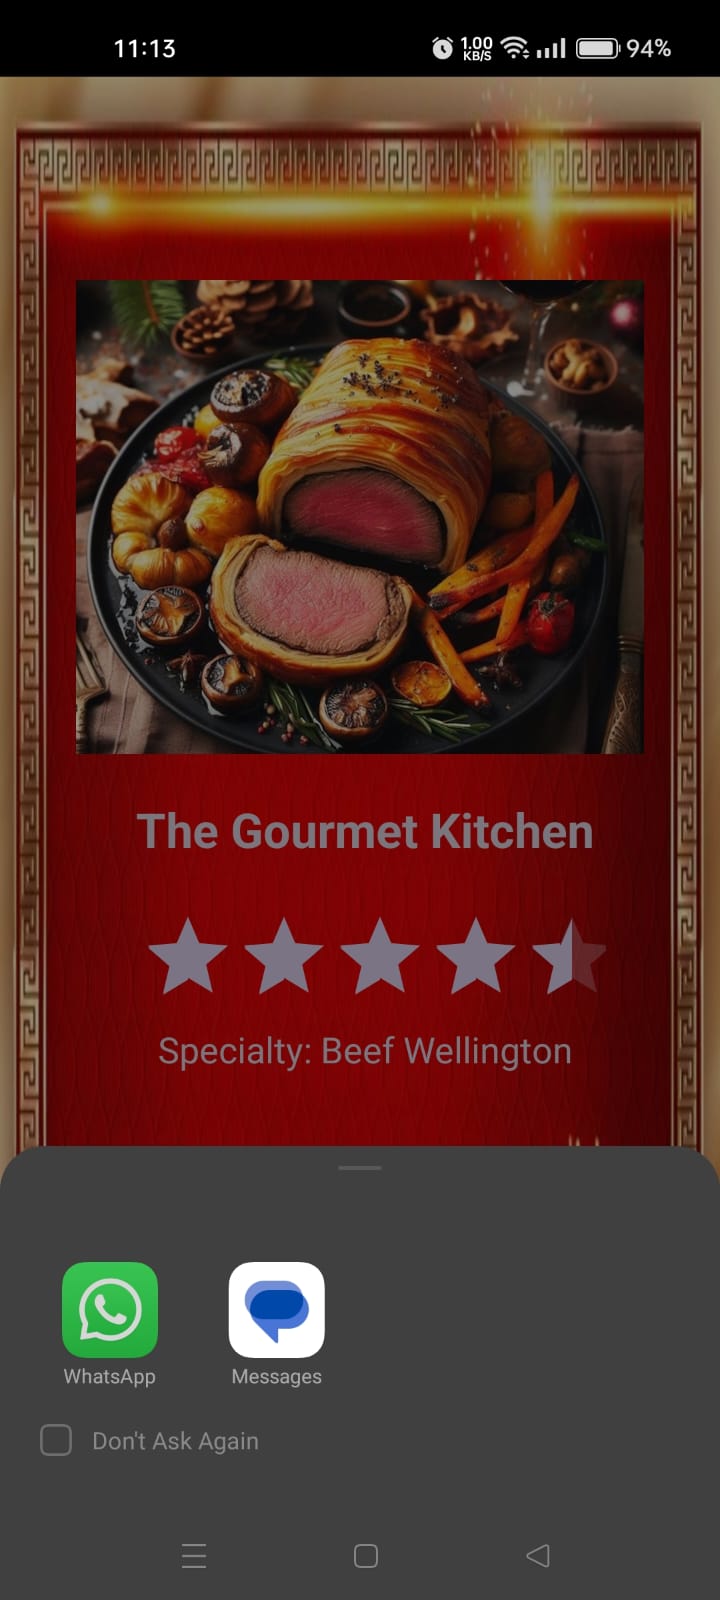 11:13 1.00 KB/S 94%
The Gourmet Kitchen
Specialty: Beef Wellington
WhatsApp Messages
Don't Ask Again